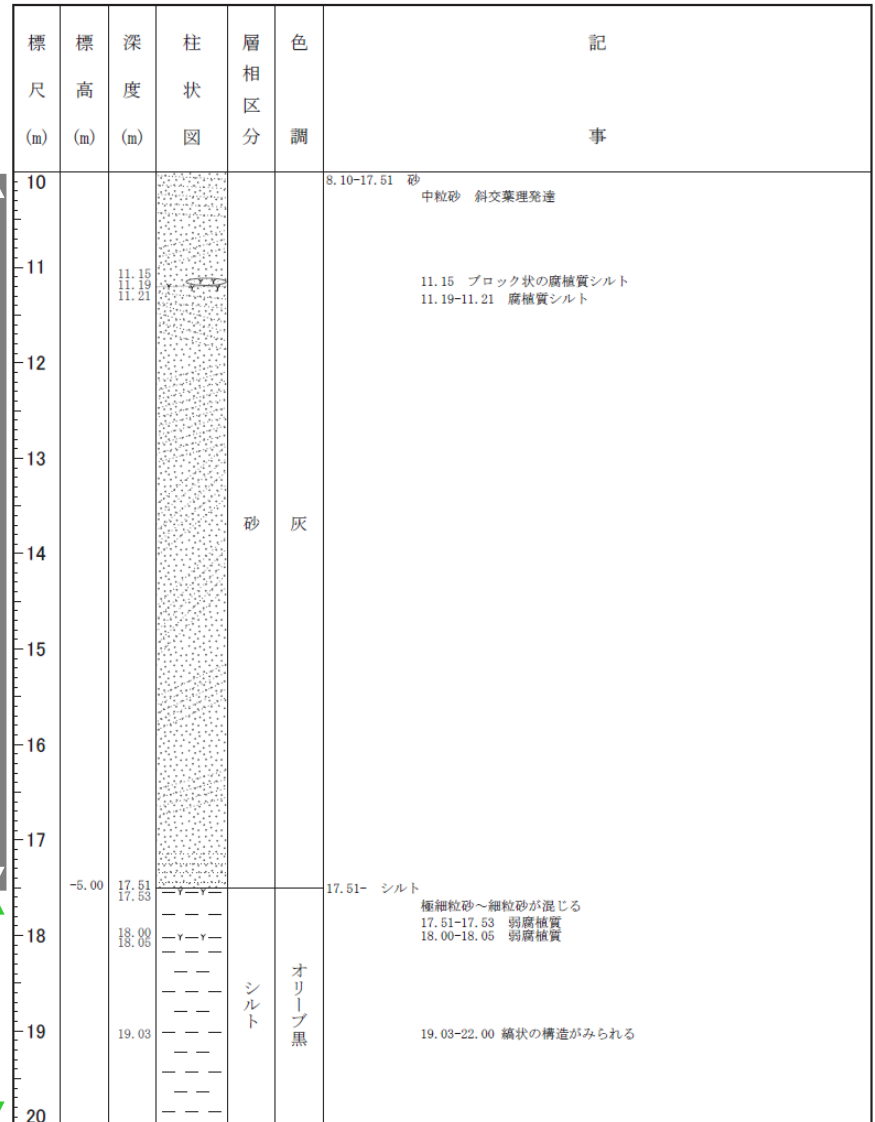 標尺(m)
標高(m)
深度(m)
柱状図
層相区分
色調
記事
10
8.10-17.51 砂
中粒砂 斜交葉理発達
11
11.15
11.19
11.21
11.15 ブロック状の腐植質シルト
11.19-11.21 腐植質シルト
12
13
砂
灰
14
15
16
17
-5.00
17.51
17.53
17.51- シルト
極細粒砂～細粒砂が混じる
17.51-17.53 弱腐植質
18
18.00
18.05
18.00-18.05 弱腐植質
シルト
オリーブ黒
19
19.03
19.03-22.00 縞状の構造がみられる
20